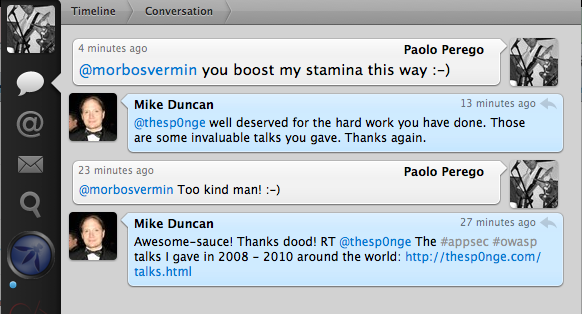 Timeline Conversation
4 minutes ago Paolo Perego
@morbosvermin you boost my stamina this way :-)
Mike Duncan 13 minutes ago
@thesp0nge well deserved for the hard work you have done. Those
are some invaluable talks you gave. Thanks again.
23 minutes ago Paolo Perego
@morbosvermin Too kind man! :-)
Mike Duncan 27 minutes ago
Awesome-sauce! Thanks dood! RT @thesp0nge The #appsec #owasp
talks I gave in 2008 - 2010 around the world: http://thesp0nge.com/
talks.html